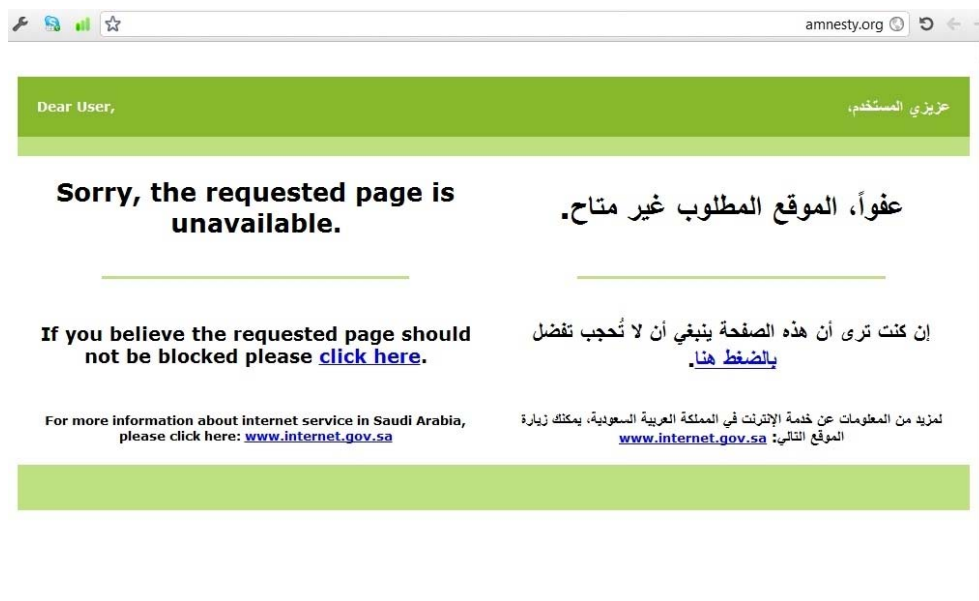 amnesty.org
Dear User,
عزيزي المستخدم،
Sorry, the requested page is
unavailable.
عفواً، الموقع المطلوب غير متاح.
If you believe the requested page should
not be blocked please click here.
إن كنت ترى أن هذه الصفحة ينبغي أن لا تُحجب تفضل
بالضغط هنا.
For more information about internet service in Saudi Arabia,
please click here: www.internet.gov.sa
لمزيد من المعلومات عن خدمة الإنترنت في المملكة العربية السعودية، يمكنك زيارة
الموقع التالي: www.internet.gov.sa